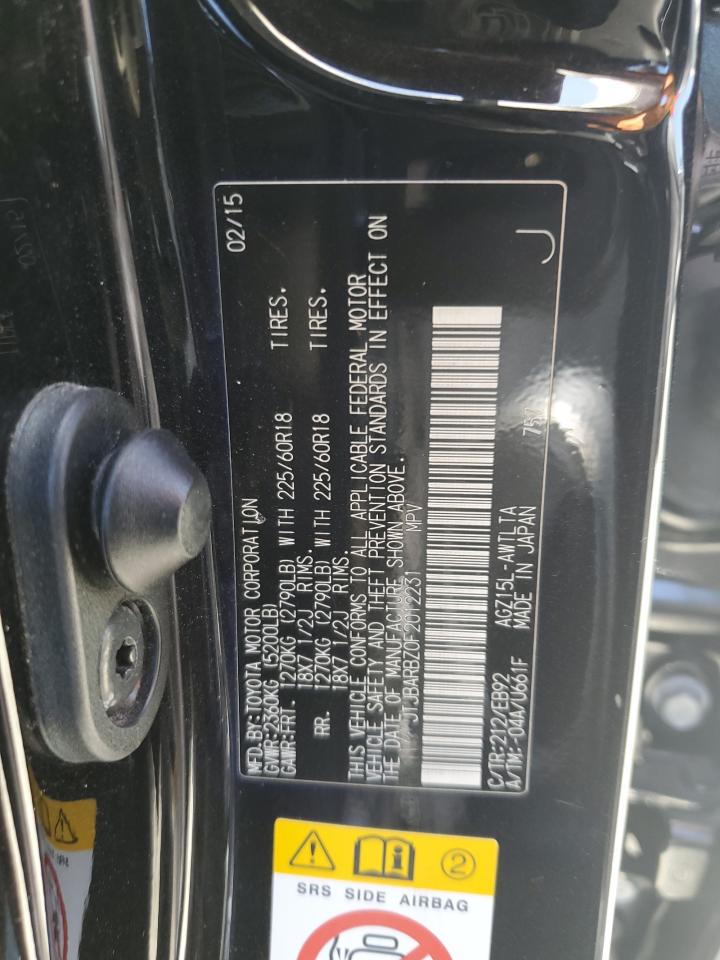 MFD.BY:TOYOTA MOTOR CORPORATION 02/15
GVWR:2360KG (5200LB)
GAWR:FRT. 1270KG (2790LB) WITH 225/60R18 TIRES.
18X7 1/2J RIMS.
RR. 1270KG (2790LB) WITH 225/60R18 TIRES.
18X7 1/2J RIMS.
THIS VEHICLE CONFORMS TO ALL APPLICABLE FEDERAL MOTOR
VEHICLE SAFETY AND THEFT PREVENTION STANDARDS IN EFFECT ON
THE DATE OF MANUFACTURE SHOWN ABOVE.
JTJBARBZ0F2012231 MPV
C/TR:212/EB92 AGZ15L-AWTLTA
A/TM:-04A/U661F MADE IN JAPAN 757 J
2
SRS SIDE AIRBAG